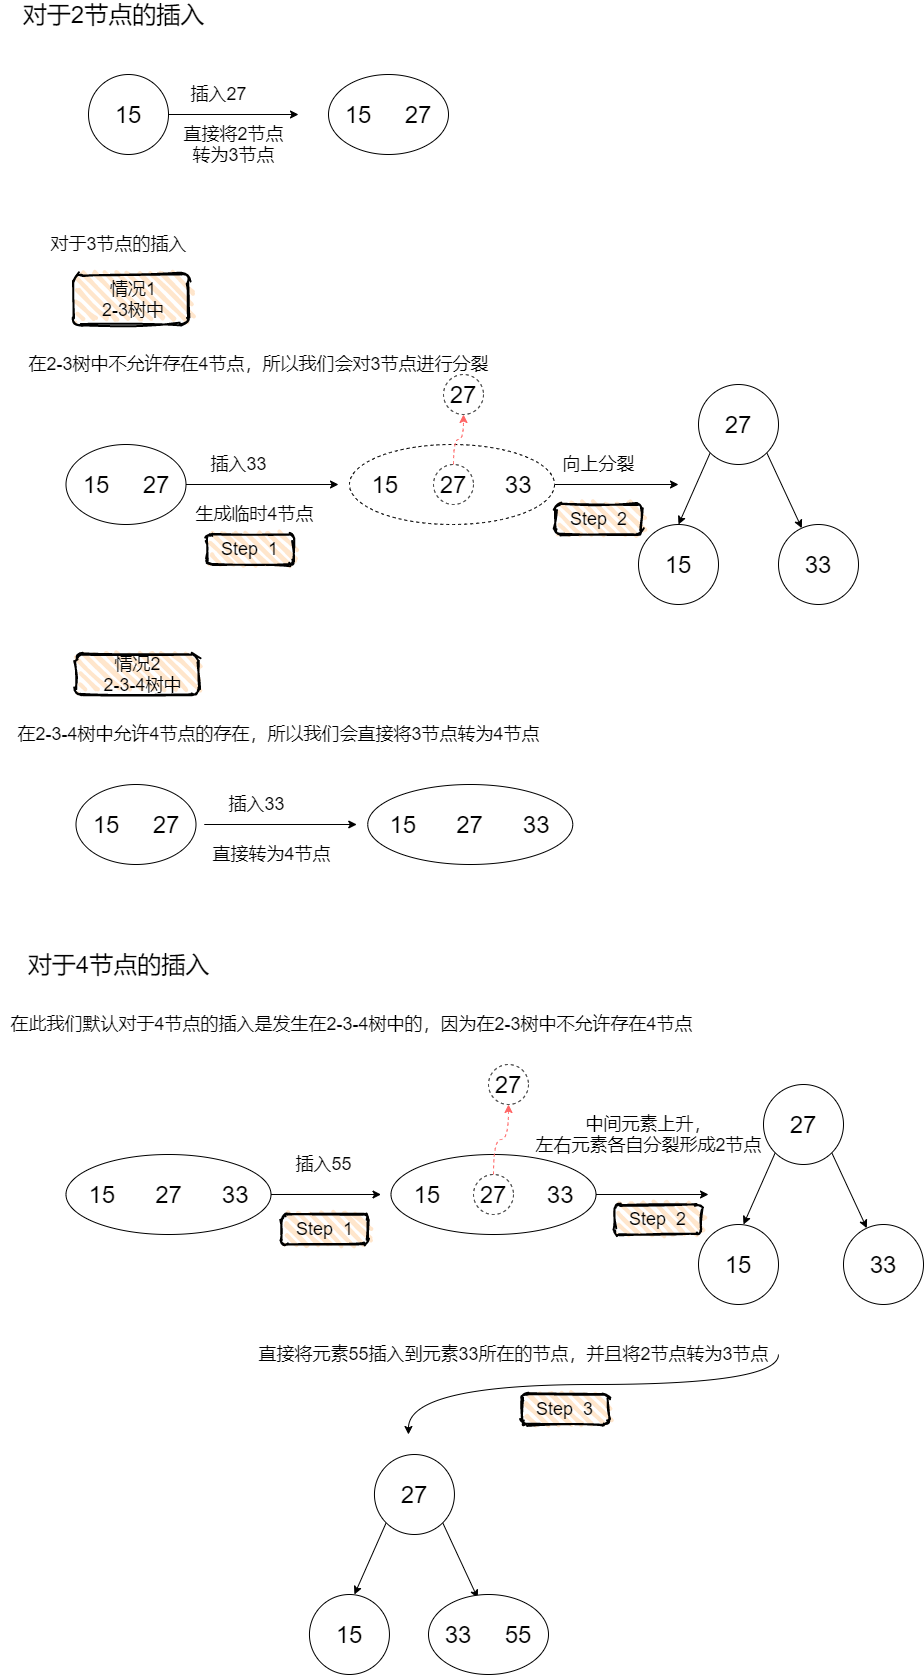 对于2节点的插入
15
插入27
直接将2节点
转为3节点
15 27
对于3节点的插入
情况1
2-3树中
在2-3树中不允许存在4节点，所以我们会对3节点进行分裂
27
15 27
插入33
生成临时4节点
Step 1
15 27 33
向上分裂
Step 2
27
15
33
情况2
2-3-4树中
在2-3-4树中允许4节点的存在，所以我们会直接将3节点转为4节点
15 27
插入33
直接转为4节点
15 27 33
对于4节点的插入
在此我们默认对于4节点的插入是发生在2-3-4树中的，因为在2-3树中不允许存在4节点
27
15 27 33
插入55
Step 1
15 27 33
中间元素上升，
左右元素各自分裂形成2节点
Step 2
27
15
33
直接将元素55插入到元素33所在的节点，并且将2节点转为3节点
Step 3
27
15
33 55